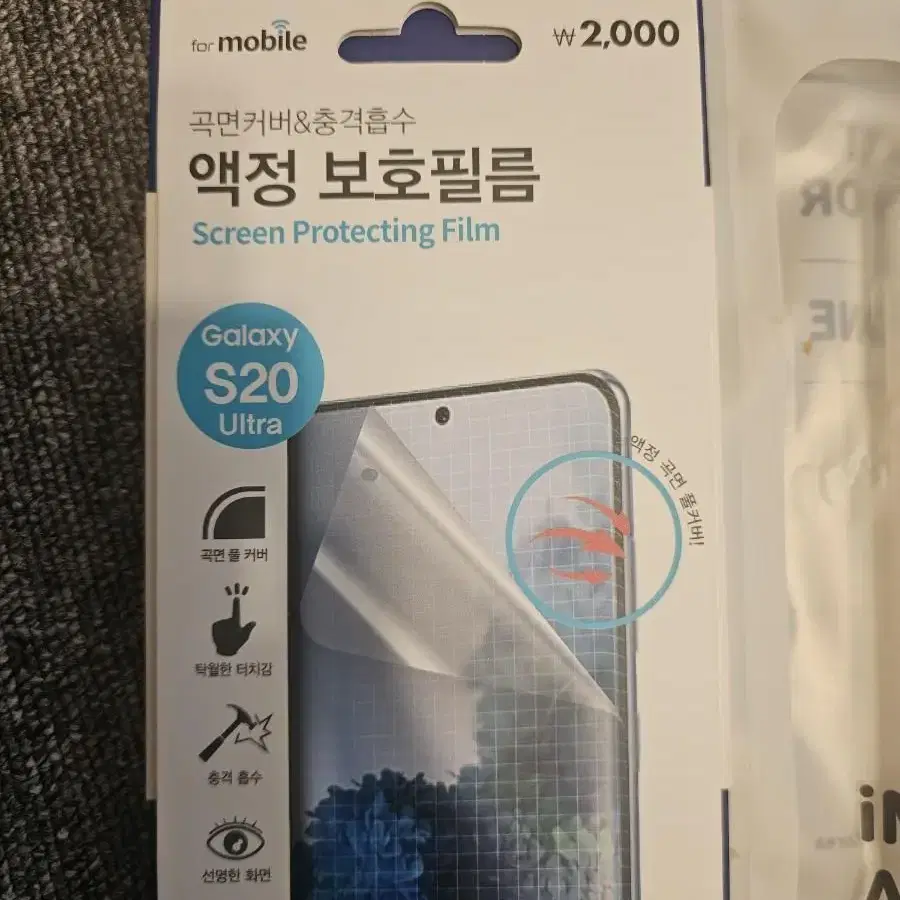 for mobile
₩2,000
곡면커버&충격흡수
액정 보호필름
Screen Protecting Film
Galaxy
S20
Ultra
액정 곡면 풀커버!
곡면 풀 커버
탁월한 터치감
충격 흡수
선명한 화면